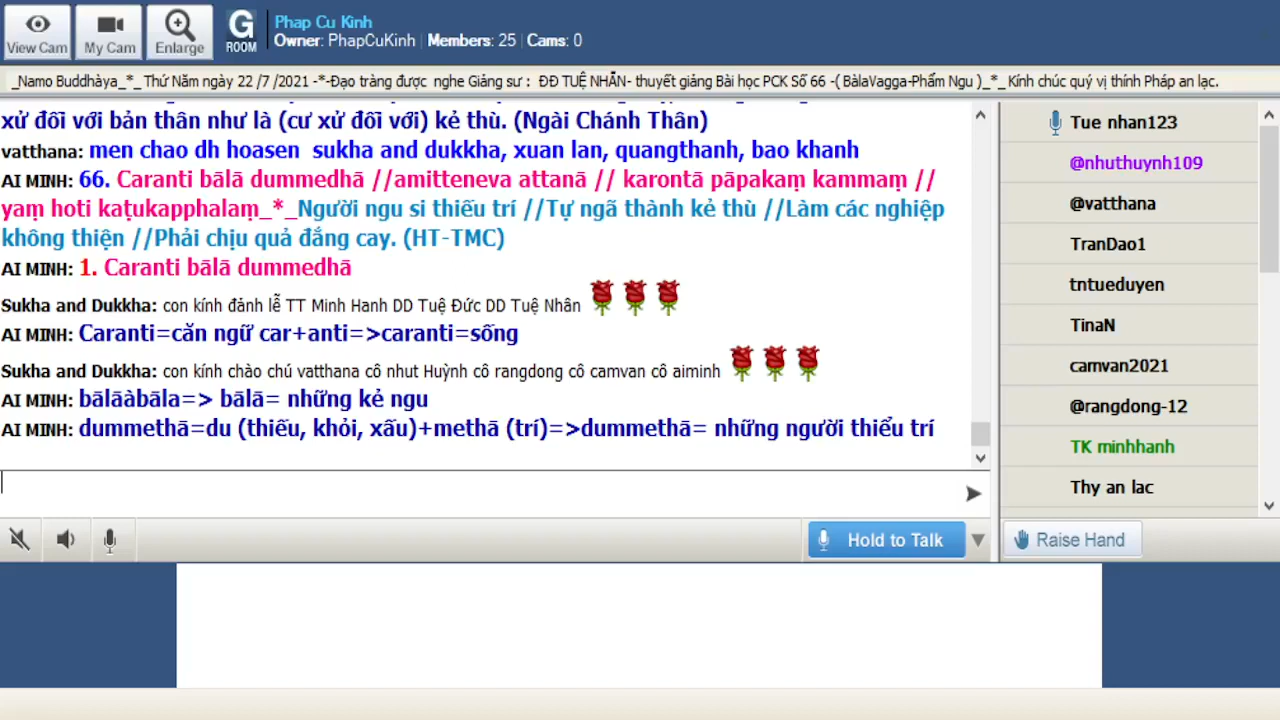 View Cam
My Cam
Enlarge
G
ROOM
Phap Cu Kinh
Owner: PhapCuKinh | Members: 25 | Cams: 0
_Namo Buddhàya_*_ Thứ Năm ngày 22 /7 /2021 -*-Đạo tràng được nghe Giảng sư : ĐĐ TUỆ NHẪN- thuyết giảng Bài học PCK Số 66 -( BàlaVagga-Phẩm Ngu )_*_ Kính chúc quý vị thính Pháp an lạc.
xử đối với bản thân như là (cư xử đối với) kẻ thù. (Ngài Chánh Thân)
vatthana: men chao dh hoasen sukha and dukkha, xuan lan, quangthanh, bao khanh
AI MINH: 66. Caranti bālā dummedhā //amitteneva attanā // karontā pāpakaṃ kammaṃ //
yaṃ hoti kaṭukapphalaṃ_*_Người ngu si thiếu trí //Tự ngã thành kẻ thù //Làm các nghiệp
không thiện //Phải chịu quả đắng cay. (HT-TMC)
AI MINH: 1. Caranti bālā dummedhā
Sukha and Dukkha: con kính đảnh lễ TT Minh Hanh DD Tuệ Đức DD Tuệ Nhân
AI MINH: Caranti=căn ngữ car+anti=>caranti=sống
Sukha and Dukkha: con kính chào chú vatthana cô nhut Huỳnh cô rangdong cô camvan cô aiminh
AI MINH: bālāàbāla=> bālā= những kẻ ngu
AI MINH: dummethā=du (thiếu, khỏi, xấu)+methā (trí)=>dummethā= những người thiểu trí
Hold to Talk
Tue nhan123
@nhuthuynh109
@vatthana
TranDao1
tntueduyen
TinaN
camvan2021
@rangdong-12
TK minhhanh
Thy an lac
Raise Hand